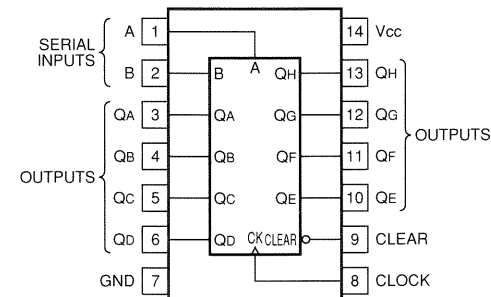 A 1 14 Vcc
SERIAL INPUTS
A
B 2 B QH 13 QH
QA 3 QA QG 12 QG
QB 4 QB QF 11 QF
OUTPUTS
OUTPUTS
QC 5 QC QE 10 QE
QD 6 QD CK CLEAR 9 CLEAR
GND 7 8 CLOCK